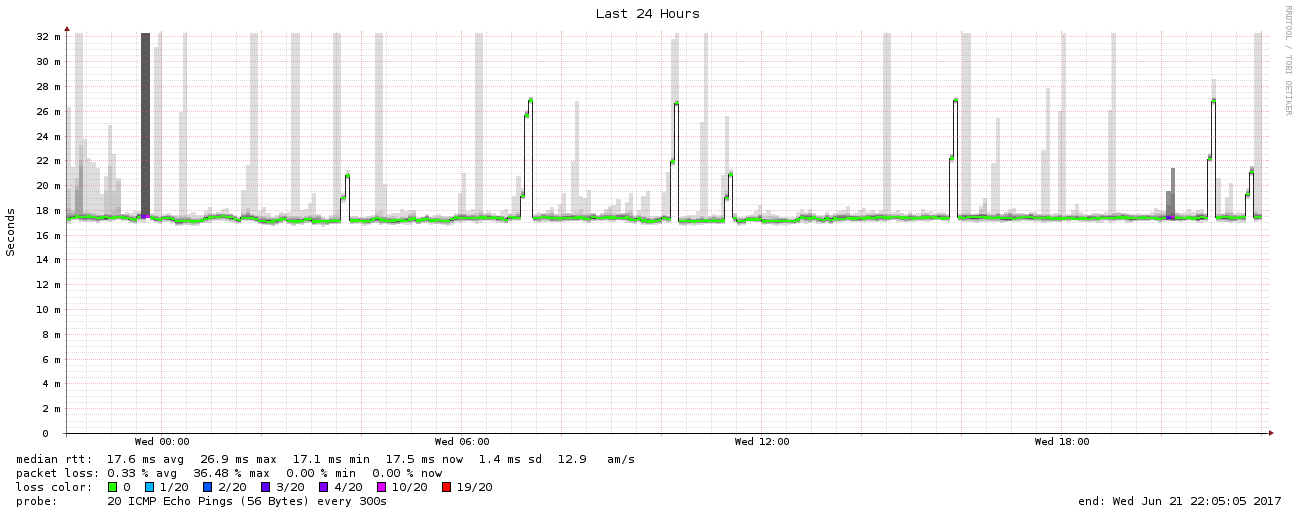 Last 24 Hours
RRDTOOL / TOBI OETIKER
Seconds
32 m
30 m
28 m
26 m
24 m
22 m
20 m
18 m
16 m
14 m
12 m
10 m
8 m
6 m
4 m
2 m
0
Wed 00:00 Wed 06:00 Wed 12:00 Wed 18:00
median rtt: 17.6 ms avg 26.9 ms max 17.1 ms min 17.5 ms now 1.4 ms sd 12.9 am/s
packet loss: 0.33 % avg 36.48 % max 0.00 % min 0.00 % now
loss color: 0 1/20 2/20 3/20 4/20 10/20 19/20
probe: 20 ICMP Echo Pings (56 Bytes) every 300s end: Wed Jun 21 22:05:05 2017